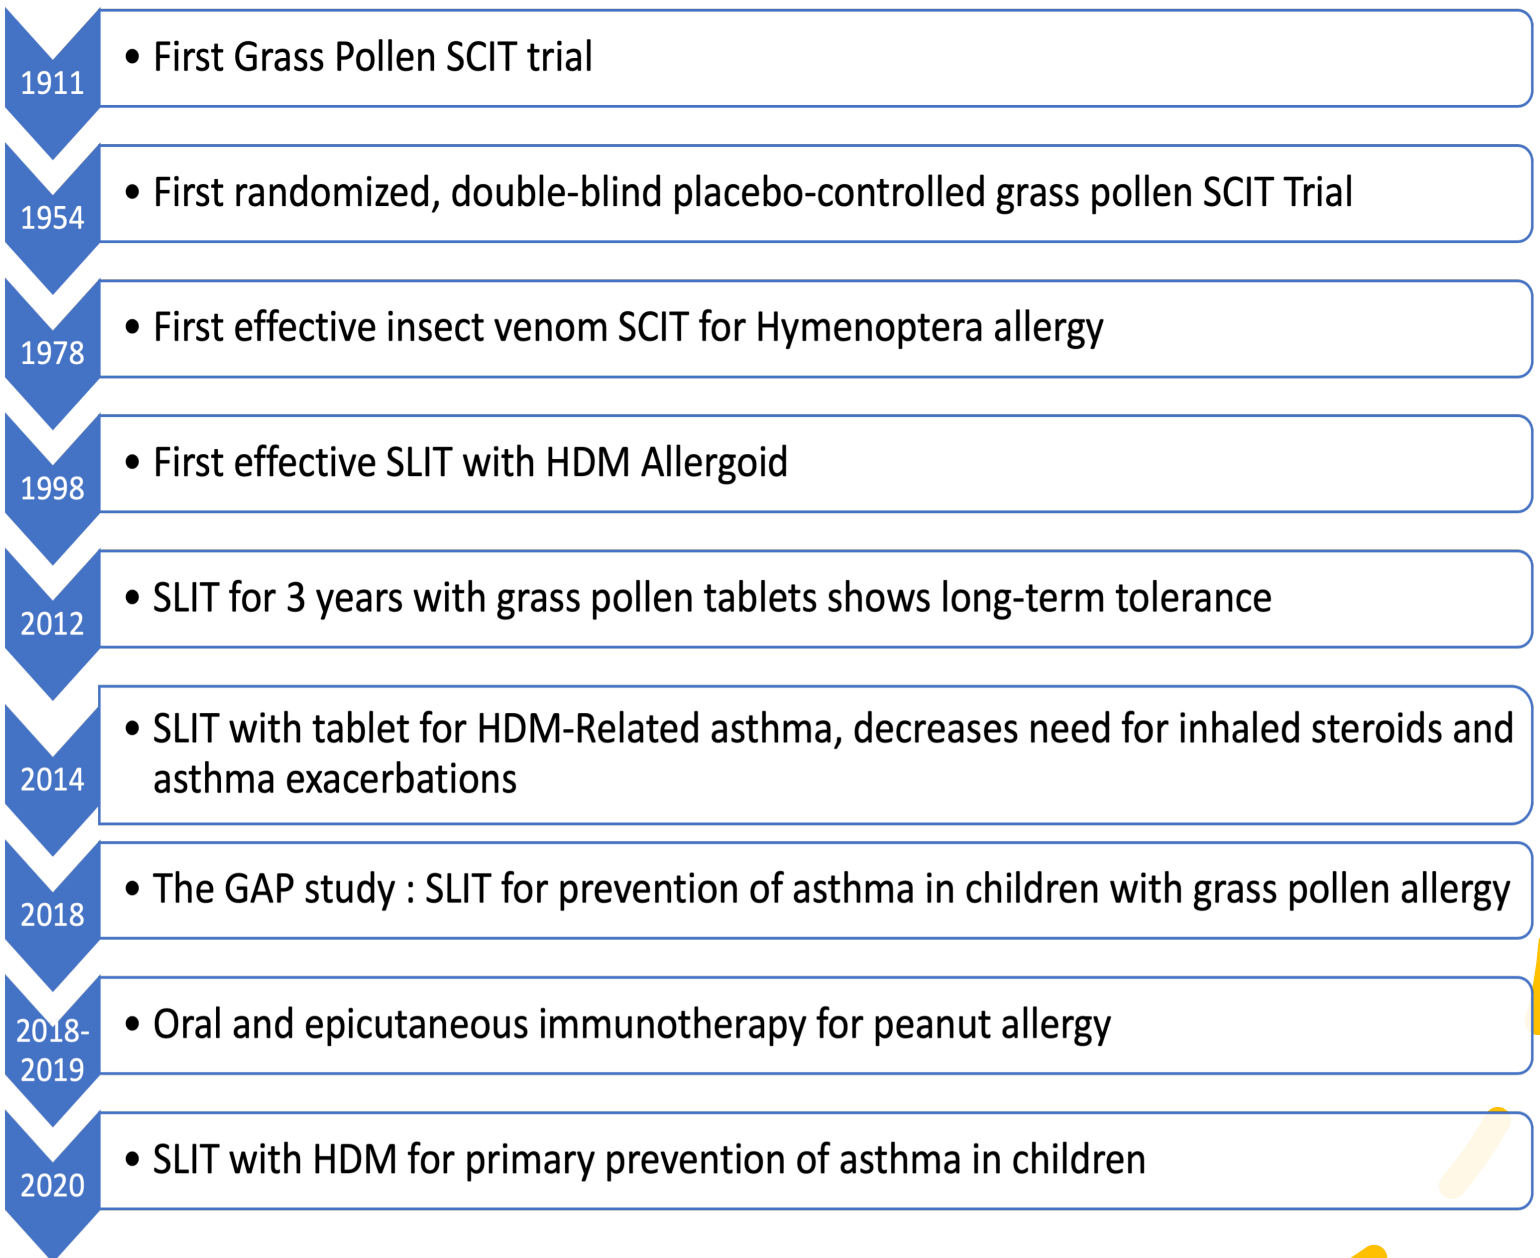 1911
• First Grass Pollen SCIT trial
1954
• First randomized, double-blind placebo-controlled grass pollen SCIT Trial
1978
• First effective insect venom SCIT for Hymenoptera allergy
1998
• First effective SLIT with HDM Allergoid
2012
• SLIT for 3 years with grass pollen tablets shows long-term tolerance
2014
• SLIT with tablet for HDM-Related asthma, decreases need for inhaled steroids and
asthma exacerbations
2018
• The GAP study : SLIT for prevention of asthma in children with grass pollen allergy
2018-
2019
• Oral and epicutaneous immunotherapy for peanut allergy
2020
• SLIT with HDM for primary prevention of asthma in children